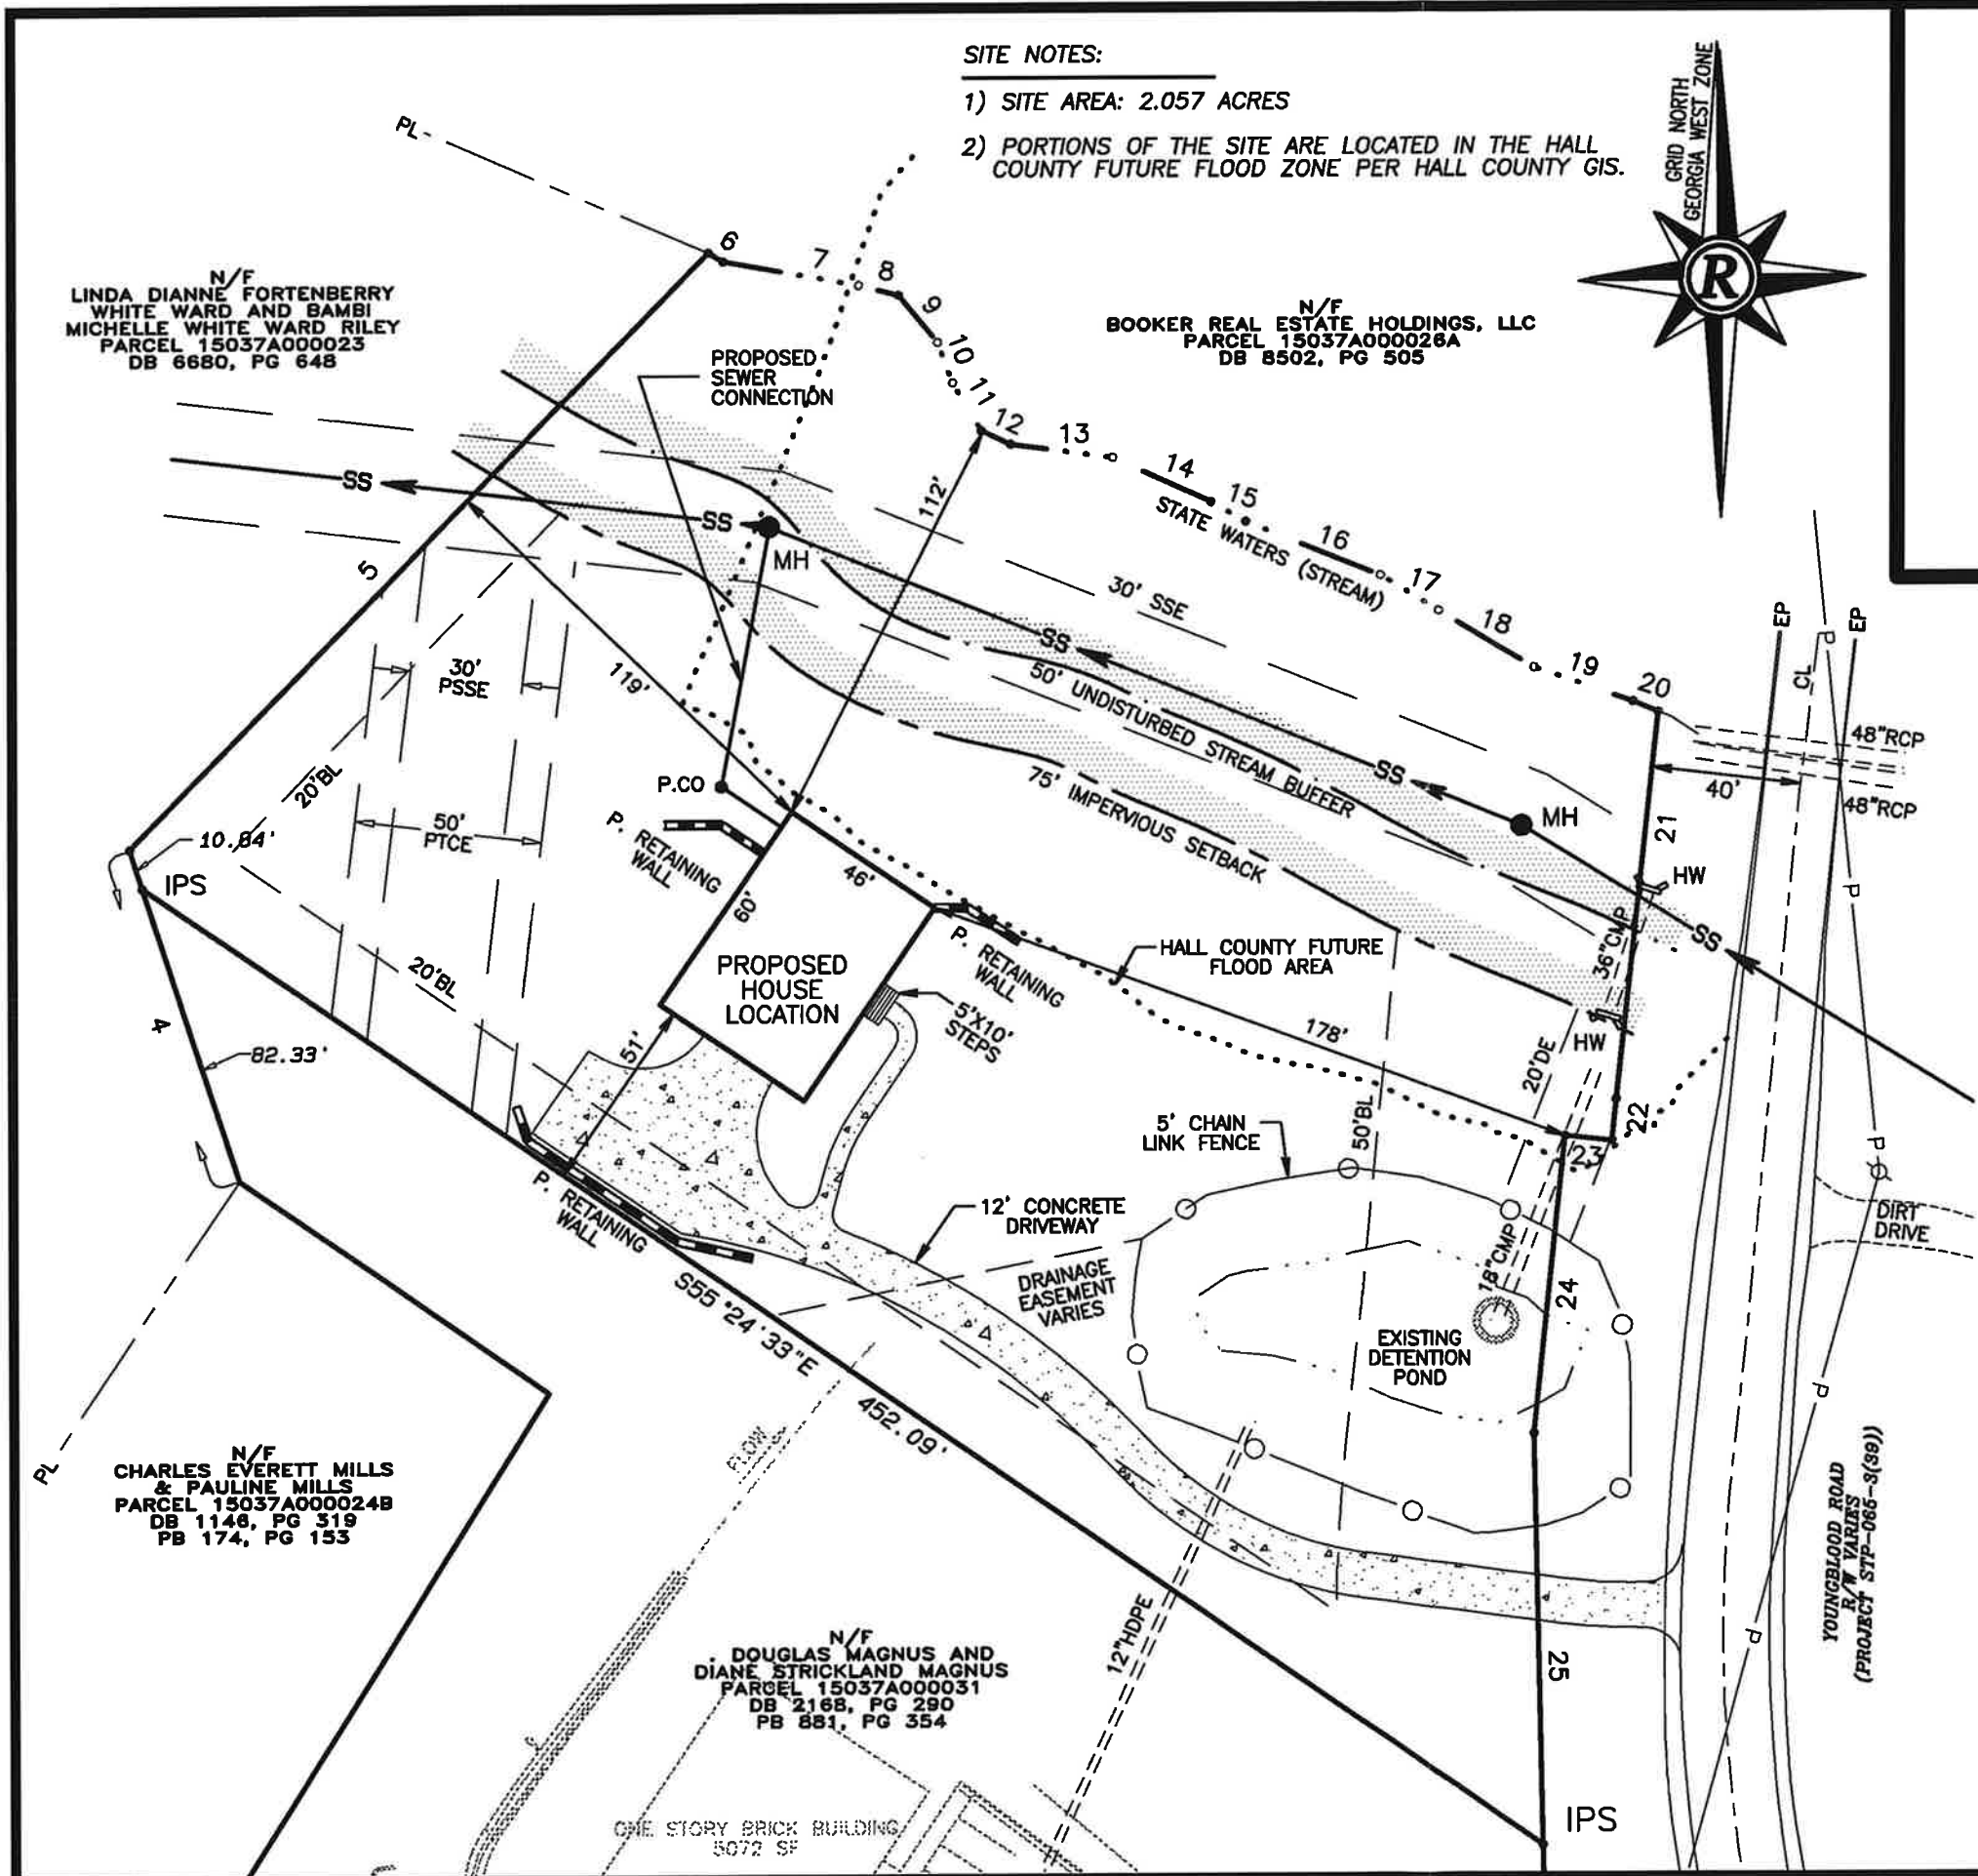 SITE NOTES:
1) SITE AREA: 2.057 ACRES
2) PORTIONS OF THE SITE ARE LOCATED IN THE HALL
COUNTY FUTURE FLOOD ZONE PER HALL COUNTY GIS.
GRID NORTH
GEORGIA WEST ZONE
R
PL
N/F
LINDA DIANNE FORTENBERRY
WHITE WARD AND BAMBI
MICHELLE WHITE WARD RILEY
PARCEL 15037A000023
DB 6680, PG 648
N/F
BOOKER REAL ESTATE HOLDINGS, LLC
PARCEL 15037A000026A
DB 8502, PG 505
6
7
8
9
10
11
12
13
14
15
16
17
18
19
20
STATE WATERS (STREAM)
PROPOSED
SEWER
CONNECTION
112'
SS
SS
MH
30' SSE
SS
50' UNDISTURBED STREAM BUFFER
75' IMPERVIOUS SETBACK
SS
MH
EP
CL
P
EP
48"RCP
48"RCP
40'
21
HW
36"CMP
SS
HW
20'DE
22
23
5
30'
PSSE
119'
20'BL
50'
PTCE
10.84'
IPS
P.CO
P. RETAINING
WALL
46'
60'
PROPOSED
HOUSE
LOCATION
P. RETAINING
WALL
5'X10'
STEPS
HALL COUNTY FUTURE
FLOOD AREA
178'
20'BL
4
82.33'
51'
P. RETAINING
WALL
5' CHAIN
LINK FENCE
50'BL
12' CONCRETE
DRIVEWAY
DRAINAGE
EASEMENT
VARIES
18"CMP
24
EXISTING
DETENTION
POND
P
P
DIRT
DRIVE
P
P
S55°24'33"E
452.09'
FLOW
PL
N/F
CHARLES EVERETT MILLS
& PAULINE MILLS
PARCEL 15037A000024B
DB 1146, PG 319
PB 174, PG 153
N/F
DOUGLAS MAGNUS AND
DIANE STRICKLAND MAGNUS
PARCEL 15037A000031
DB 2168, PG 290
PB 881, PG 354
12"HDPE
25
YOUNGBLOOD ROAD
R/W VARIES
(PROJECT STP-065-3(39))
IPS
ONE STORY BRICK BUILDING
5072 SF